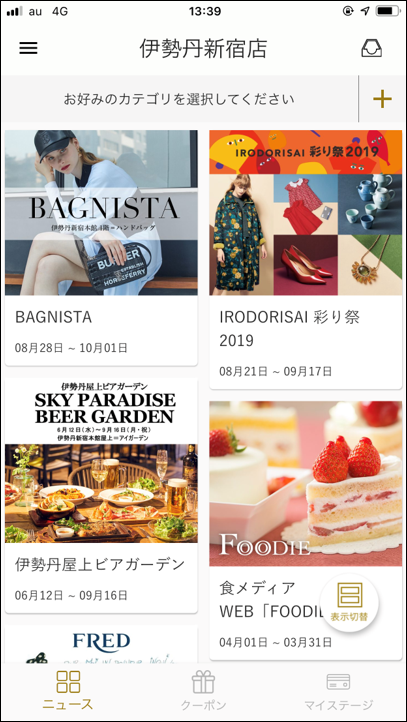 au 4G 13:39
伊勢丹新宿店
お好みのカテゴリを選択してください
BAGNISTA
伊勢丹新宿本館1階=ハンドバッグ
BAGNISTA
08月28日 ~ 10月01日
IRODORISAI 彩り祭2019
IRODORISAI 彩り祭
2019
08月21日 ~ 09月17日
伊勢丹屋上ビアガーデン
SKY PARADISE
BEER GARDEN
6月12日(水)〜9月16日(月・祝)
伊勢丹新宿本館屋上=アイガーデン
伊勢丹屋上ビアガーデン
06月12日 ~ 09月16日
FOODIE
食メディア
WEB「FOODIE
04月01日 ~ 03月31日
表示切替
FRED
ニュース
クーポン
マイステージ